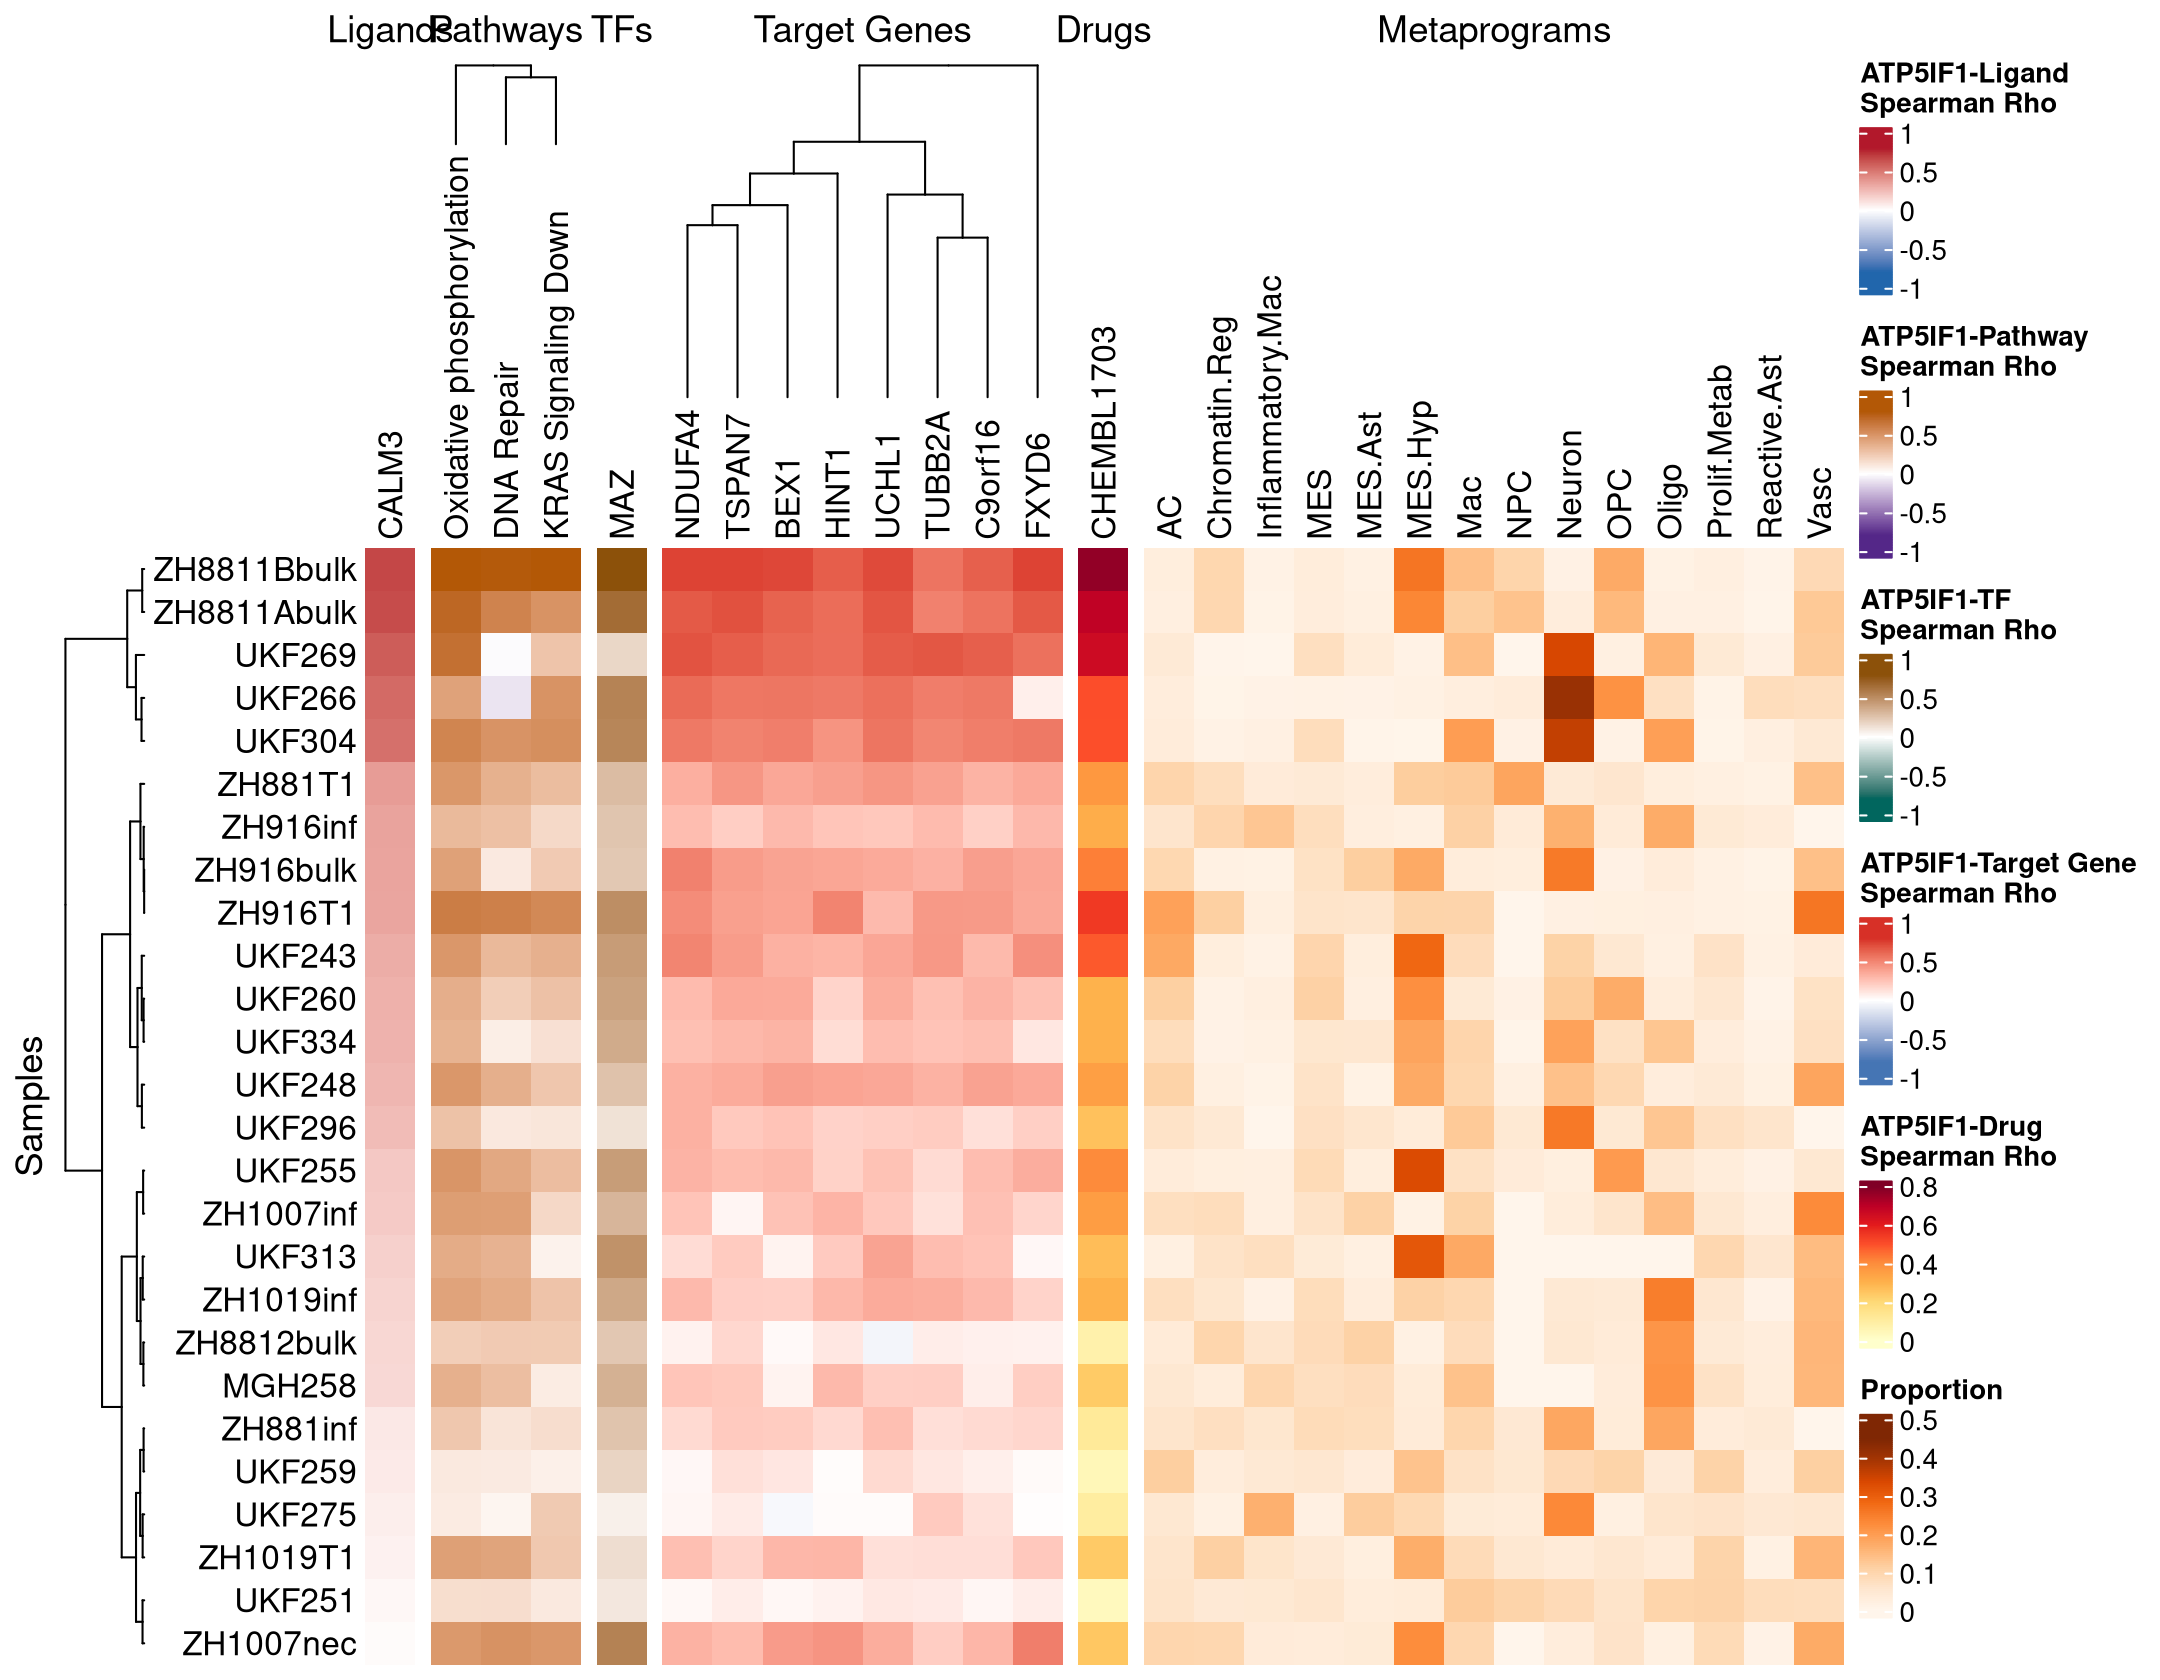 Ligands Pathways TFs Target Genes Drugs Metaprograms
CALM3
Oxidative phosphorylation
DNA Repair
KRAS Signaling Down
MAZ
NDUFA4
TSPAN7
BEX1
HINT1
UCHL1
TUBB2A
C9orf16
FXYD6
CHEMBL1703
AC
Chromatin.Reg
Inflammatory.Mac
MES
MES.Ast
MES.Hyp
Mac
NPC
Neuron
OPC
Oligo
Prolif.Metab
Reactive.Ast
Vasc
Samples
ZH8811Bbulk
ZH8811Abulk
UKF269
UKF266
UKF304
ZH881T1
ZH916inf
ZH916bulk
ZH916T1
UKF243
UKF260
UKF334
UKF248
UKF296
UKF255
ZH1007inf
UKF313
ZH1019inf
ZH8812bulk
MGH258
ZH881inf
UKF259
UKF275
ZH1019T1
UKF251
ZH1007nec
ATP5IF1-Ligand
Spearman Rho
1
0.5
0
-0.5
-1
ATP5IF1-Pathway
Spearman Rho
1
0.5
0
-0.5
-1
ATP5IF1-TF
Spearman Rho
1
0.5
0
-0.5
-1
ATP5IF1-Target Gene
Spearman Rho
1
0.5
0
-0.5
-1
ATP5IF1-Drug
Spearman Rho
0.8
0.6
0.4
0.2
0
Proportion
0.5
0.4
0.3
0.2
0.1
0